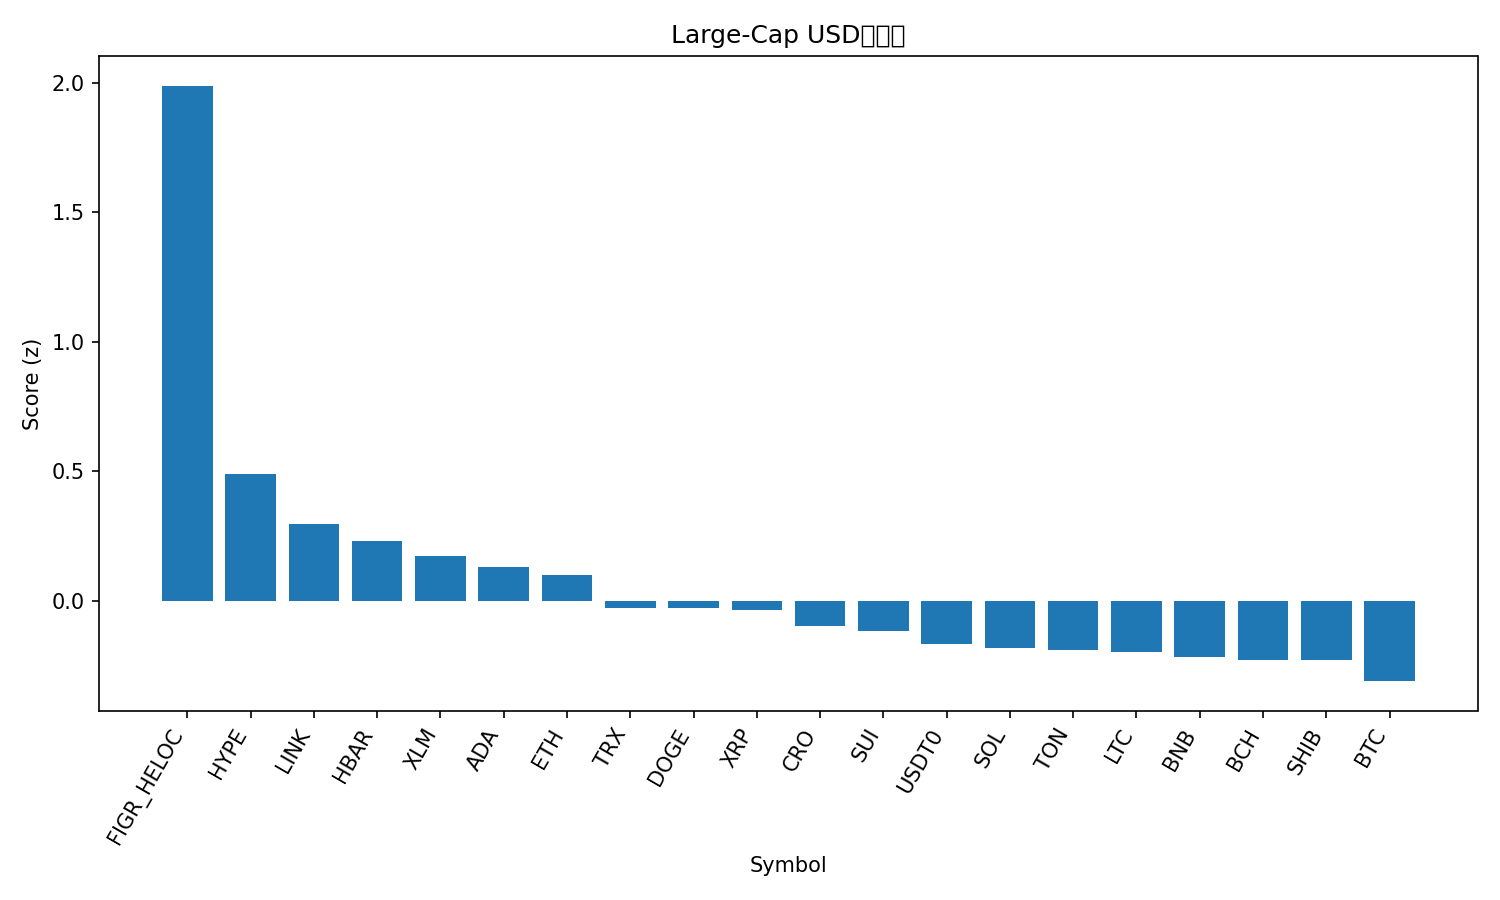 Large-Cap USD
Score (z)
2.0
1.5
1.0
0.5
0.0
FIGR_HELOC
HYPE
LINK
HBAR
XLM
ADA
ETH
TRX
DOGE
XRP
CRO
SUI
USDT0
SOL
TON
LTC
BNB
BCH
SHIB
BTC
Symbol